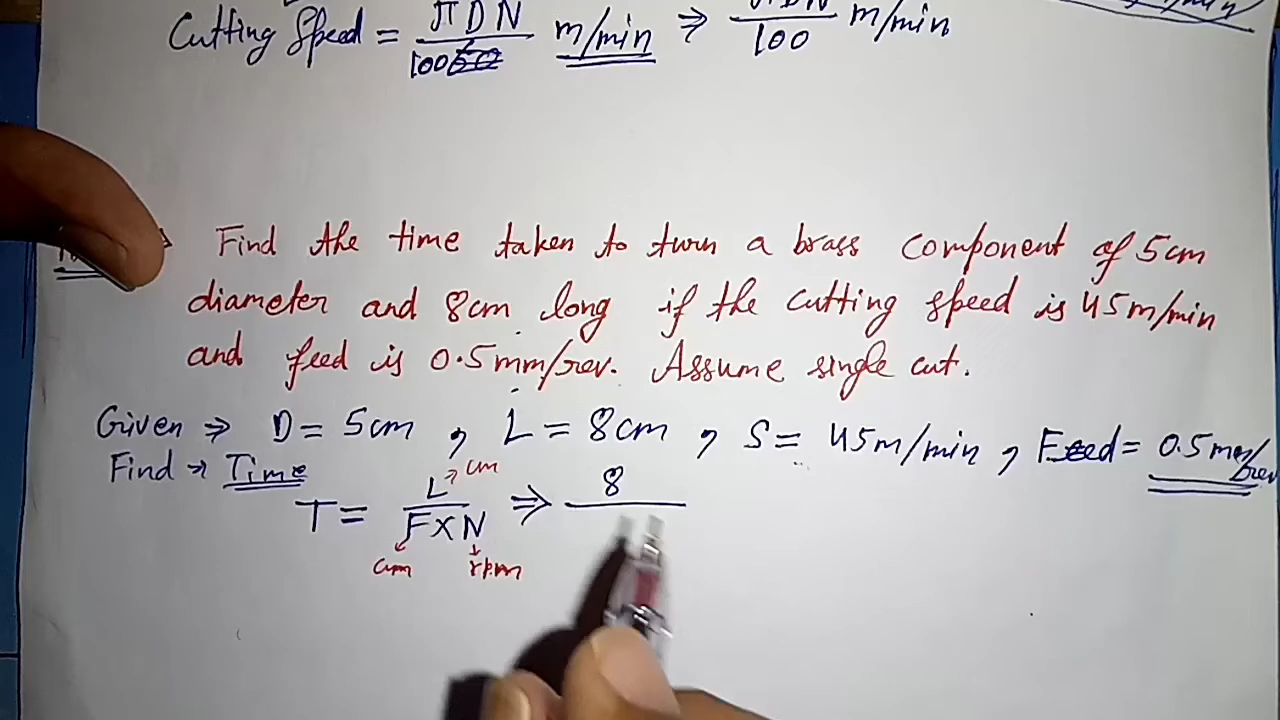 Cutting Speed = πDN / 100 m/min ⇒ πDN / 100 m/min
Find the time taken to turn a brass component of 5cm
diameter and 8cm long if the cutting speed is 45m/min
and feed is 0.5mm/rev. Assume single cut.
Given ⇒ D = 5cm , L = 8cm , S = 45m/min , Feed = 0.5mm/rev
Find → Time
T = L / F×N ⇒ 8
cm
cm rpm